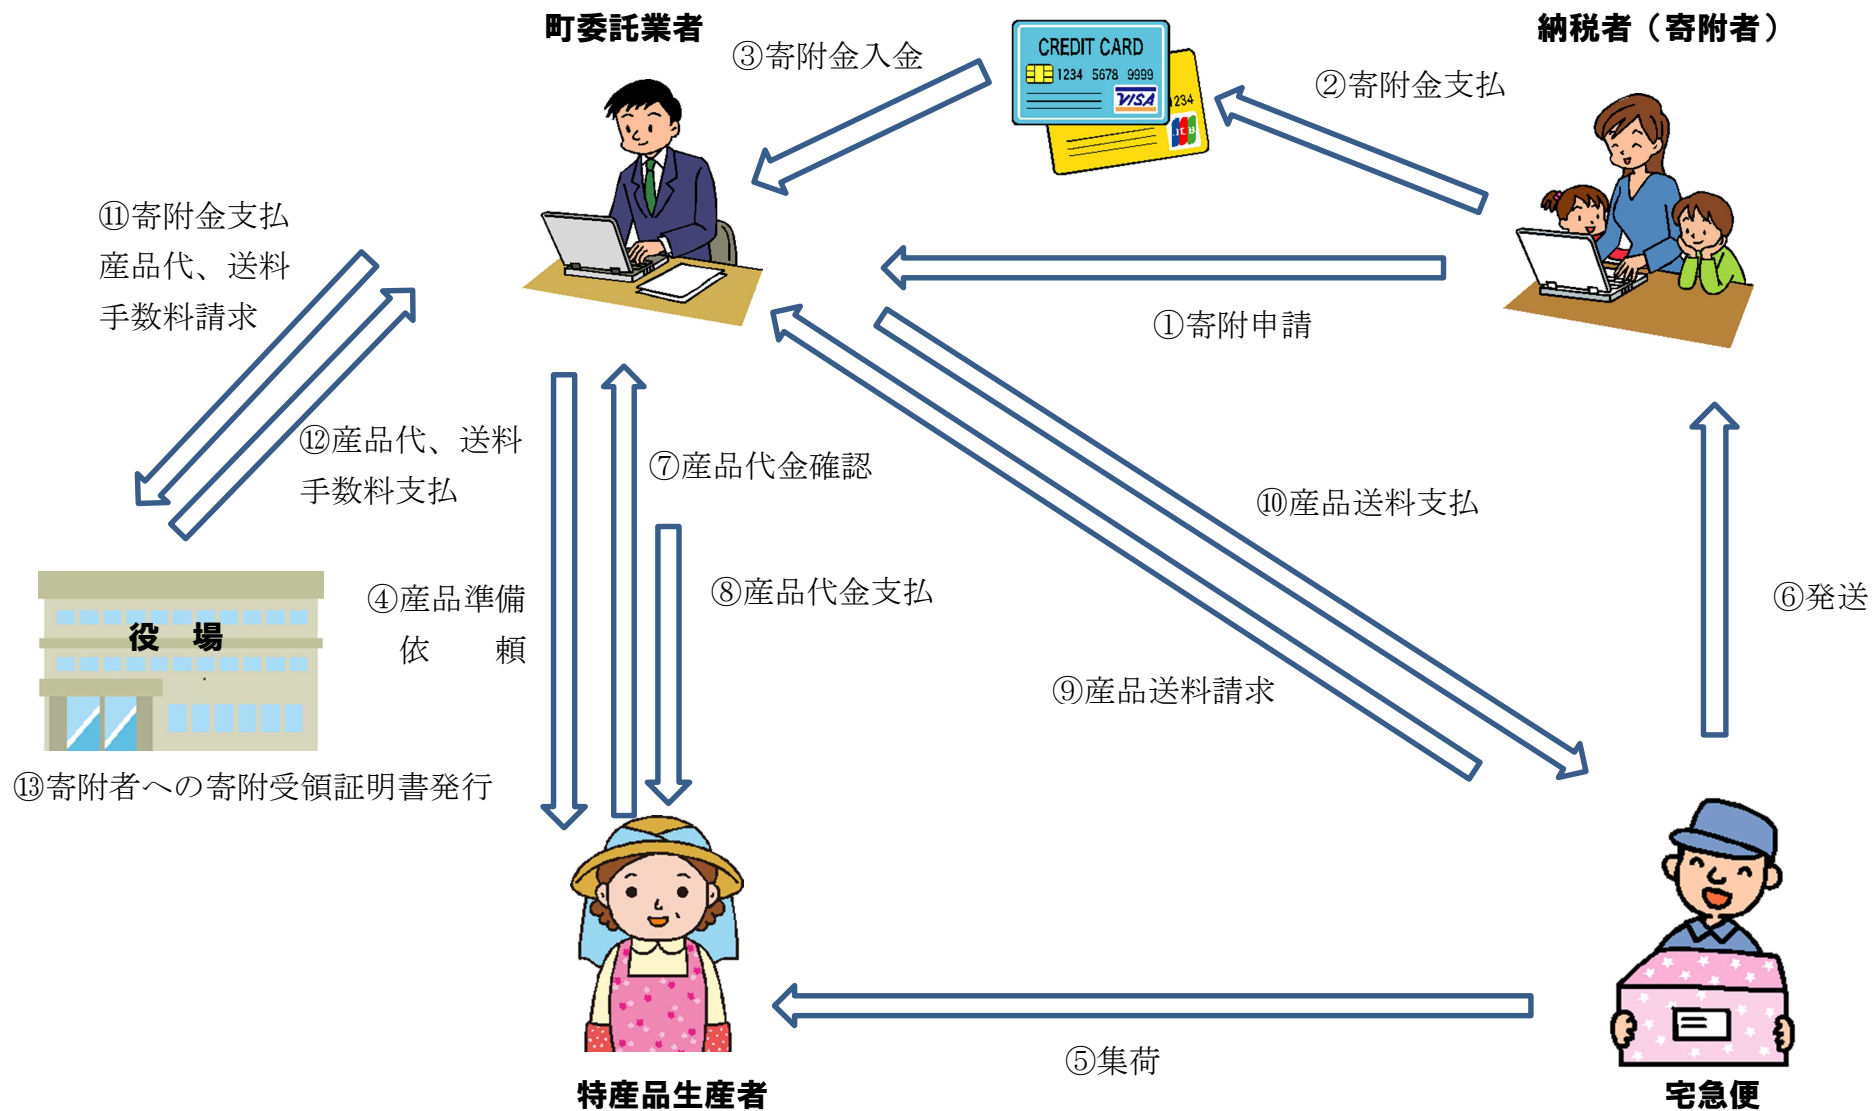 町委託業者
納税者（寄附者）
③寄附金入金
CREDIT CARD
1234 5678 9999
VISA
1234
JCB
②寄附金支払
⑪寄附金支払
産品代、送料
手数料請求
①寄附申請
⑫産品代、送料
手数料支払
⑦産品代金確認
⑩産品送料支払
④産品準備
依　頼
⑧産品代金支払
⑥発送
役 場
⑨産品送料請求
⑬寄附者への寄附受領証明書発行
⑤集荷
特産品生産者
宅急便